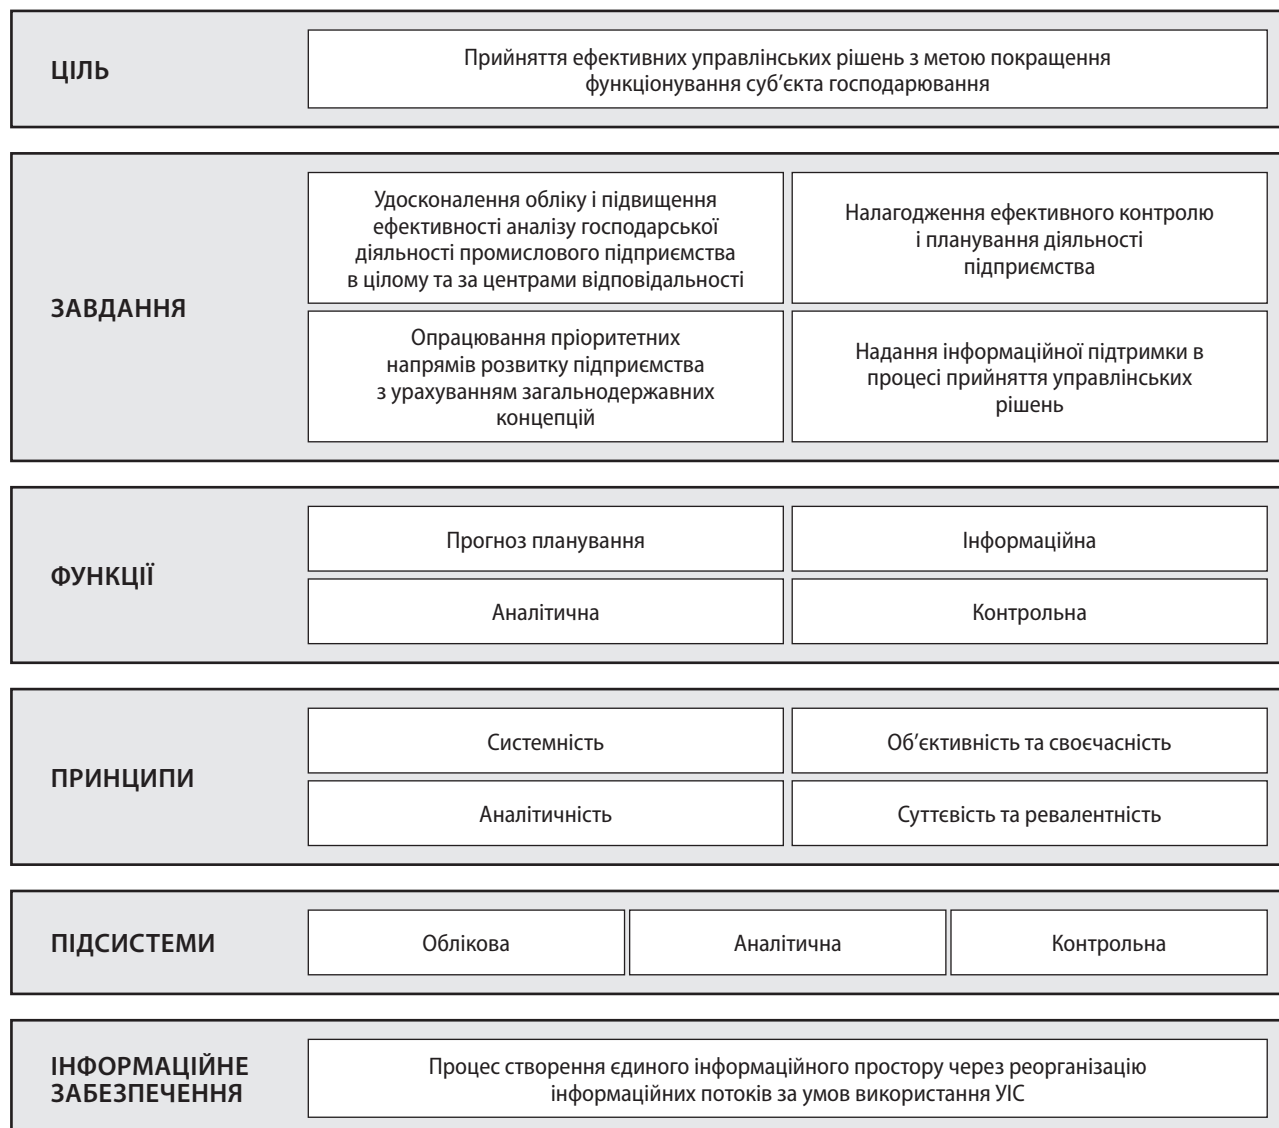 ЦІЛЬ
Прийняття ефективних управлінських рішень з метою покращення
функціонування суб’єкта господарювання
ЗАВДАННЯ
Удосконалення обліку і підвищення
ефективності аналізу господарської
діяльності промислового підприємства
в цілому та за центрами відповідальності
Налагодження ефективного контролю
і планування діяльності
підприємства
Опрацювання пріоритетних
напрямів розвитку підприємства
з урахуванням загальнодержавних
концепцій
Надання інформаційної підтримки в
процесі прийняття управлінських
рішень
ФУНКЦІЇ
Прогноз планування
Інформаційна
Аналітична
Контрольна
ПРИНЦИПИ
Системність
Об’єктивність та своєчасність
Аналітичність
Суттєвість та ревалентність
ПІДСИСТЕМИ
Облікова
Аналітична
Контрольна
ІНФОРМАЦІЙНЕ
ЗАБЕЗПЕЧЕННЯ
Процес створення єдиного інформаційного простору через реорганізацію
інформаційних потоків за умов використання УІС